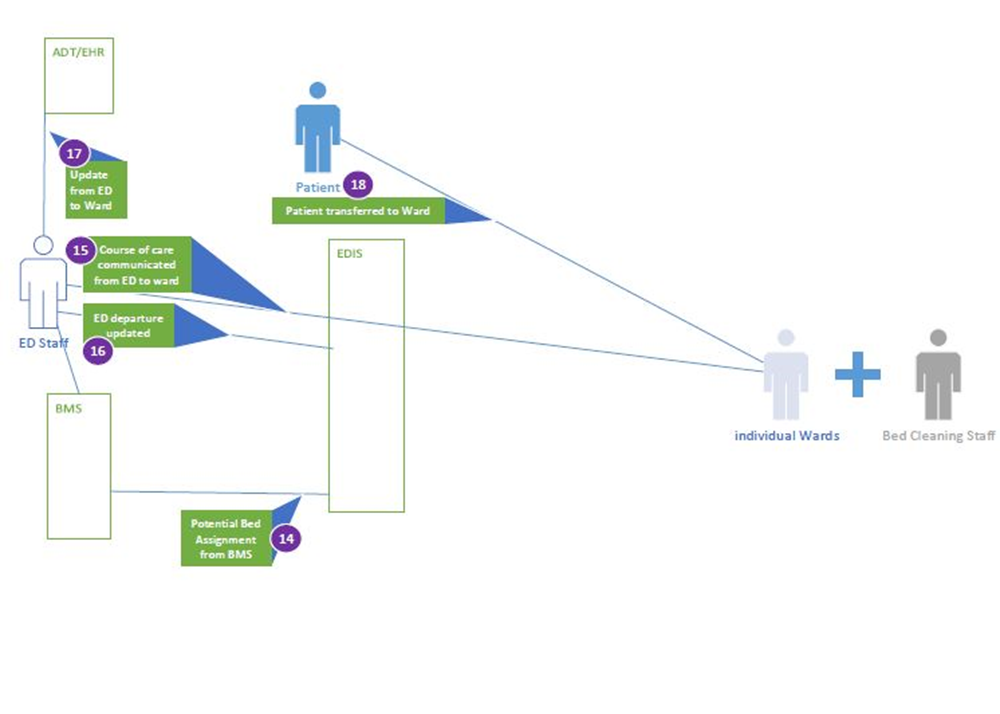 ADT/EHR
17
Update
from ED
to Ward
Patient
18
Patient transferred to Ward
15
Course of care
communicated
from ED to ward
EDIS
ED departure
updated
16
ED Staff
BMS
individual Wards
Bed Cleaning Staff
Potential Bed
Assignment
from BMS
14